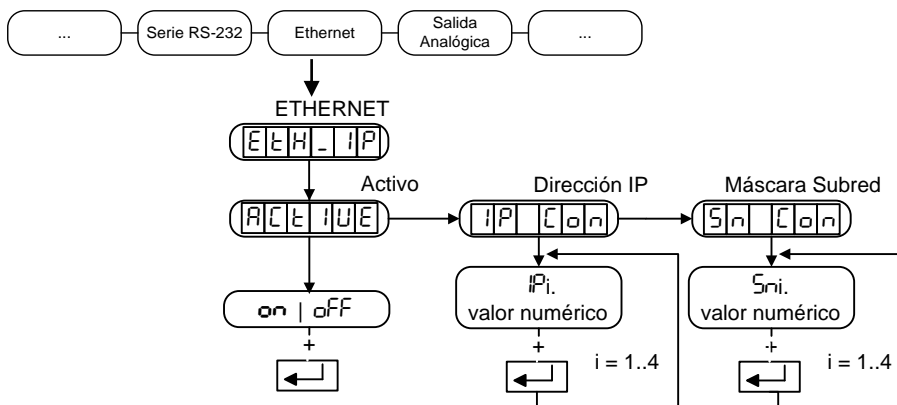 ...
Serie RS-232
Ethernet
Salida
Analógica
...
ETHERNET
EtH_IP
Activo
Dirección IP
Máscara Subred
ACtIUE
IP Con
Sn Con
on | oFF
IPi.
valor numérico
Sni.
valor numérico
+
+
+
i = 1..4
i = 1..4